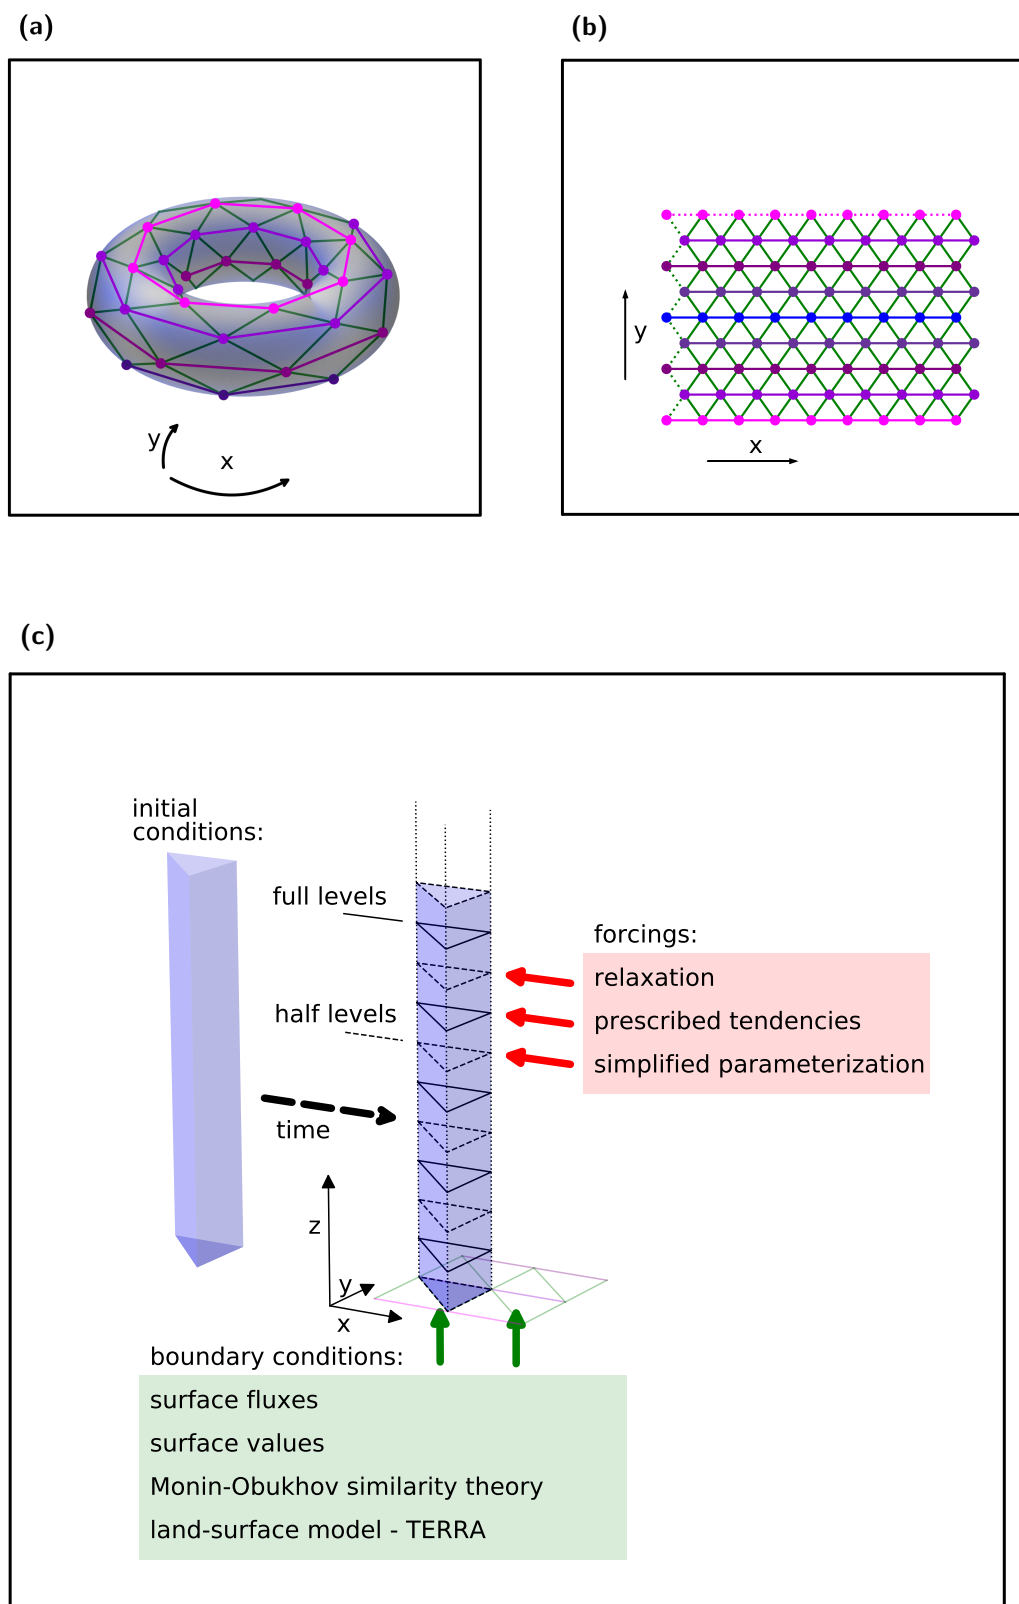 (a)
(b)
y
x
y
x
(c)
initial
conditions:
full levels
half levels
time
forcings:
relaxation
prescribed tendencies
simplified parameterization
z
y
x
boundary conditions:
surface fluxes
surface values
Monin-Obukhov similarity theory
land-surface model - TERRA